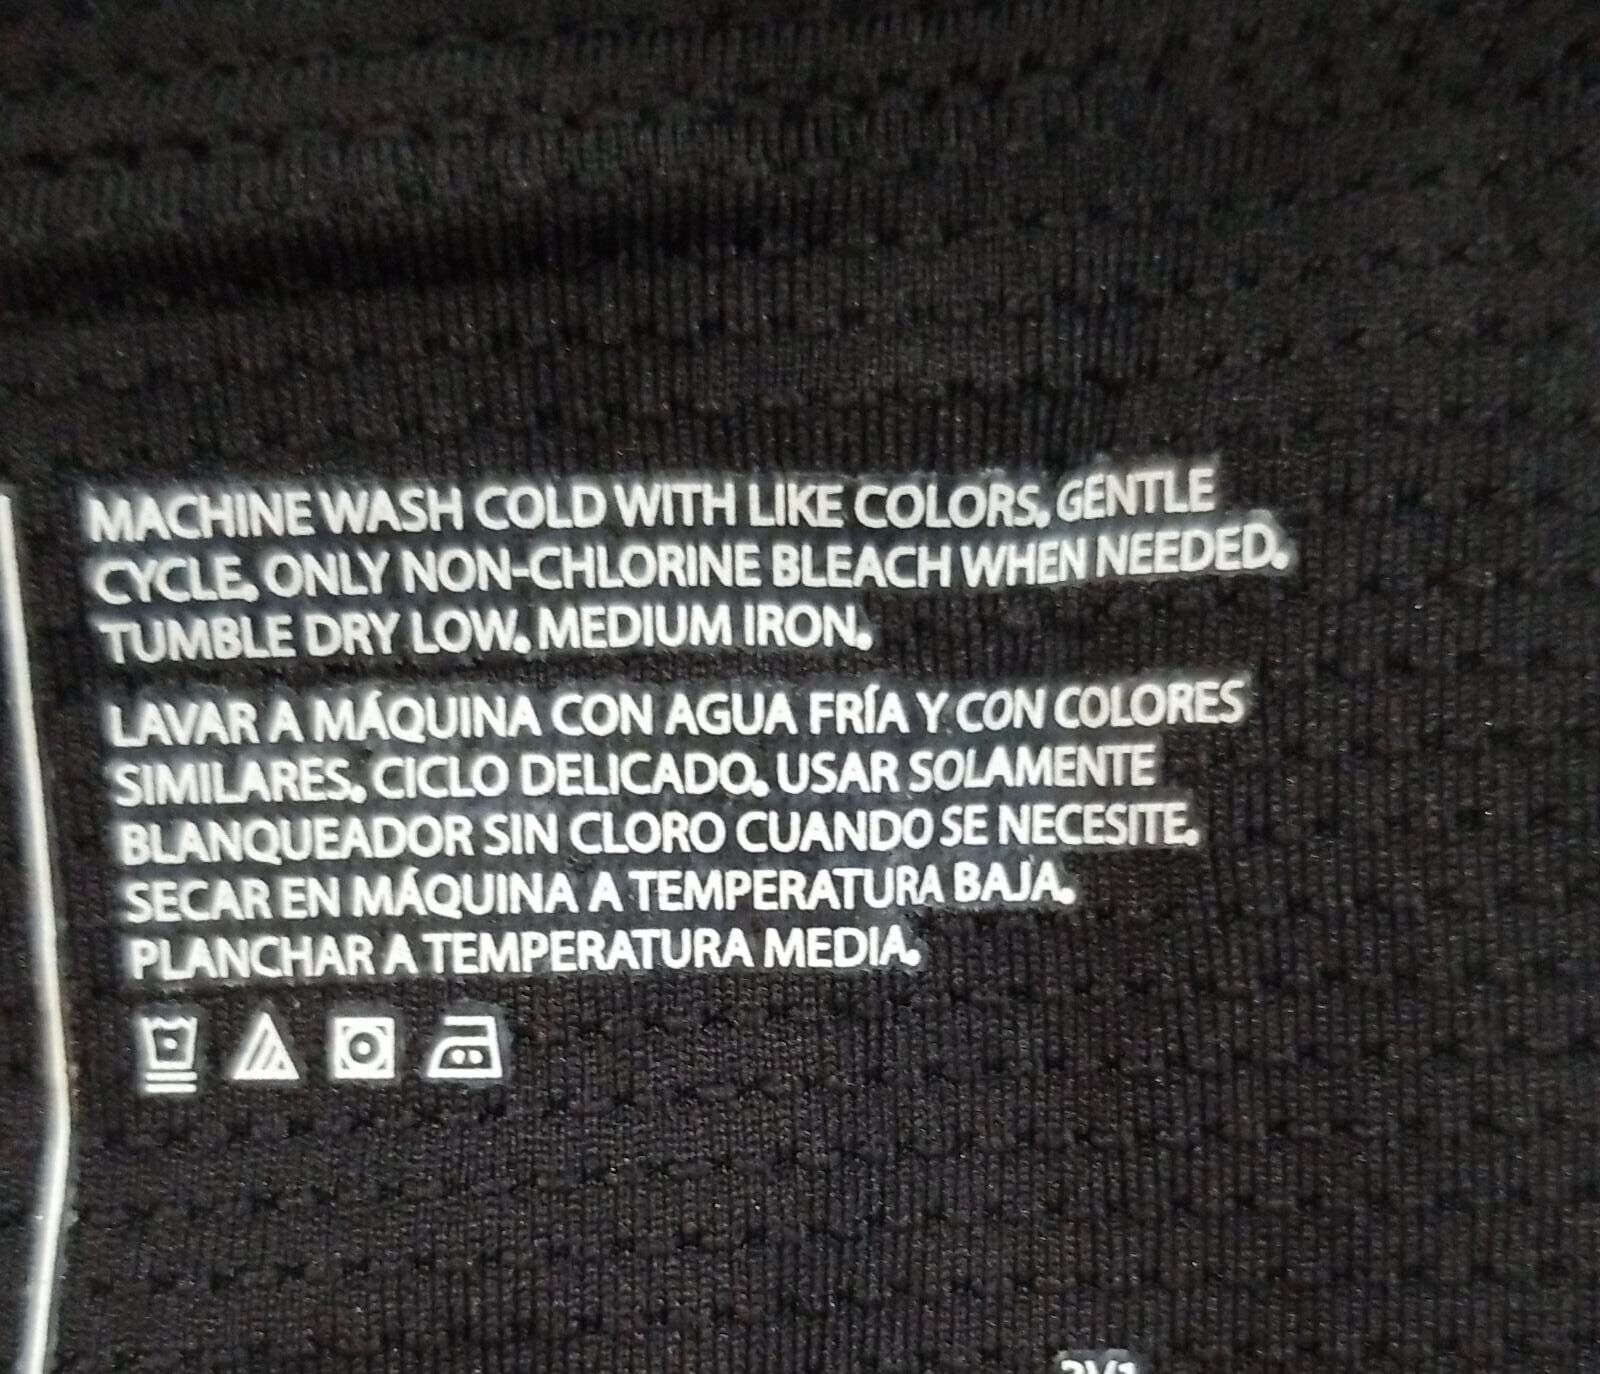 MACHINE WASH COLD WITH LIKE COLORS. GENTLE
CYCLE. ONLY NON-CHLORINE BLEACH WHEN NEEDED.
TUMBLE DRY LOW. MEDIUM IRON.
LAVAR A MÁQUINA CON AGUA FRÍA Y CON COLORES
SIMILARES. CICLO DELICADO. USAR SOLAMENTE
BLANQUEADOR SIN CLORO CUANDO SE NECESITE.
SECAR EN MÁQUINA A TEMPERATURA BAJA.
PLANCHAR A TEMPERATURA MEDIA.